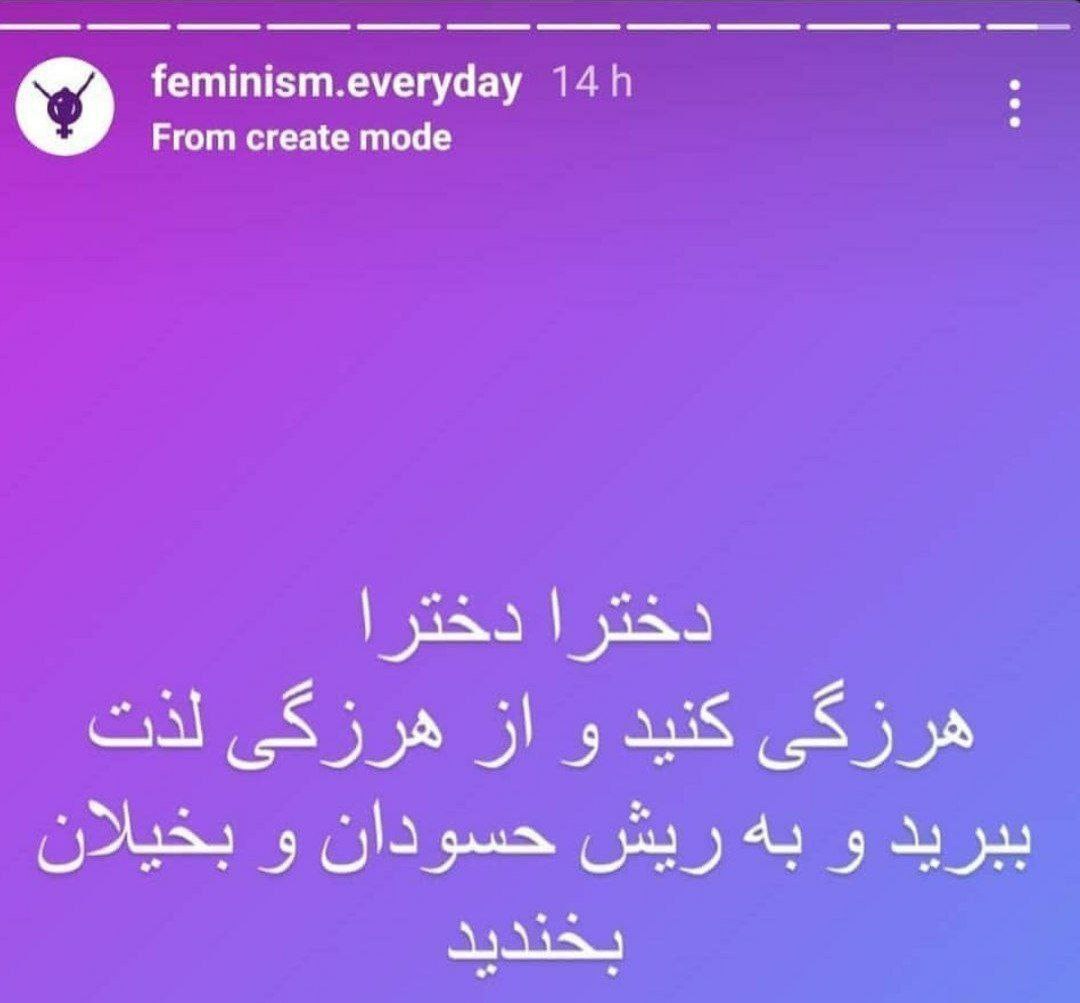 feminism.everyday 14 h
From create mode
دخترا دخترا
هرزگی کنید و از هرزگی لذت
ببرید و به ریش حسودان و بخیلان
بخندید